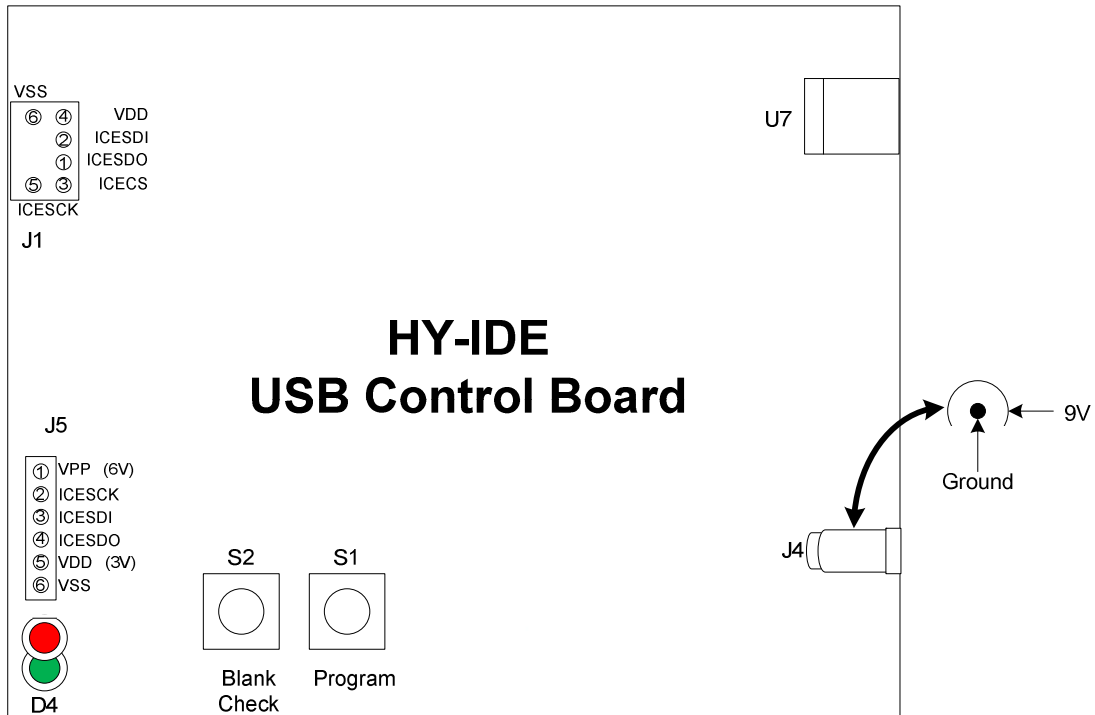 VSS
⑥ ④ VDD
② ICESDI
① ICESDO
⑤ ③ ICECS
ICESCK
J1
U7
HY-IDE
USB Control Board
9V
Ground
J4
J5
① VPP (6V)
② ICESCK
③ ICESDI
④ ICESDO
⑤ VDD (3V)
⑥ VSS
D4
S2
Blank
Check
S1
Program